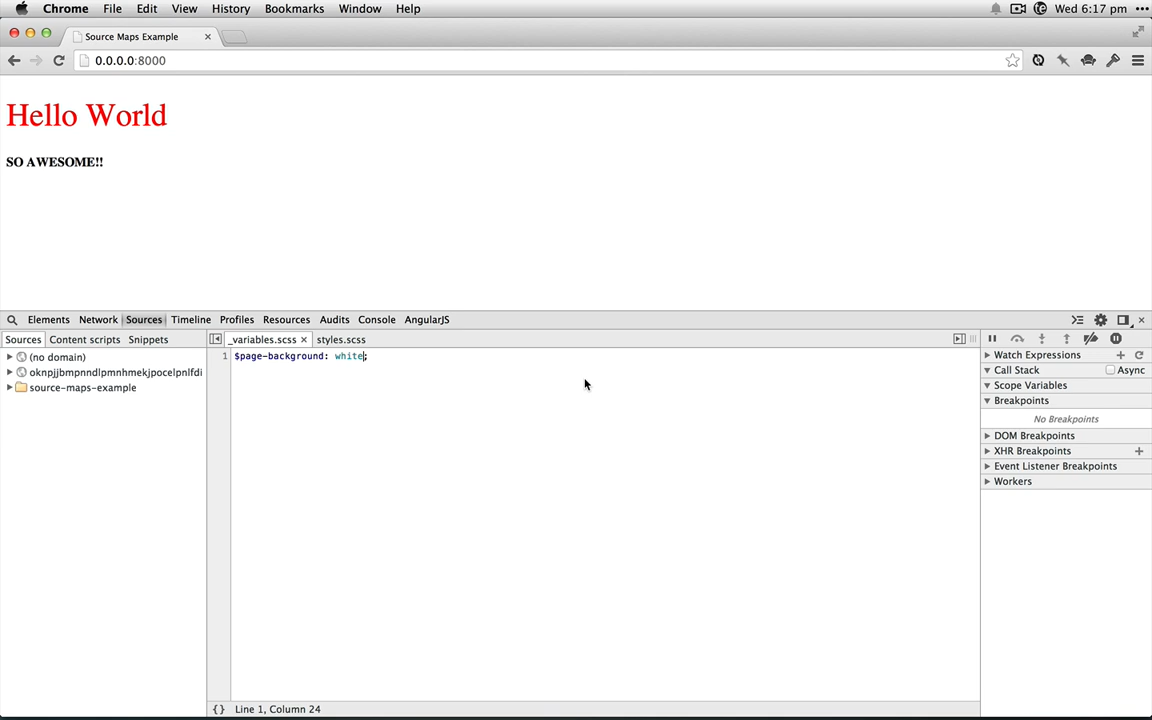 Chrome File Edit View History Bookmarks Window Help Wed 6:17 pm
Source Maps Example
0.0.0.0:8000
Hello World
SO AWESOME!!
Elements Network Sources Timeline Profiles Resources Audits Console AngularJS
Sources Content scripts Snippets
_variables.scss styles.scss
(no domain)
oknpjjbmpnndlpmnhmekjpocelpnlfdi
source-maps-example
1 $page-background: white;
Watch Expressions
Call Stack Async
Scope Variables
Breakpoints
No Breakpoints
DOM Breakpoints
XHR Breakpoints
Event Listener Breakpoints
Workers
{} Line 1, Column 24